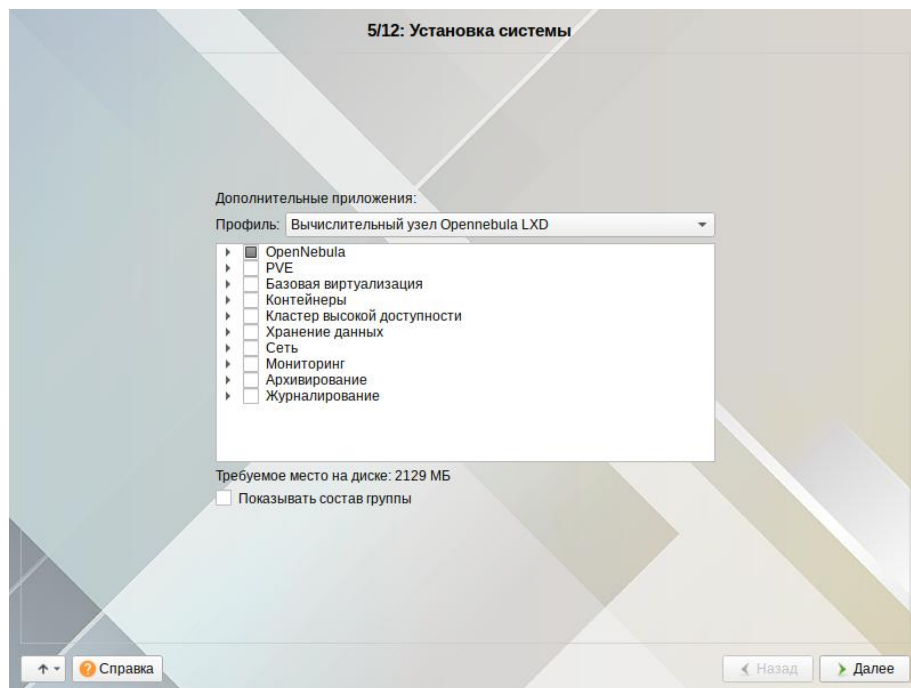 5/12: Установка системы
Дополнительные приложения:
Профиль: Вычислительный узел Opennebula LXD
OpenNebula
PVE
Базовая виртуализация
Контейнеры
Кластер высокой доступности
Хранение данных
Сеть
Мониторинг
Архивирование
Журналирование
Требуемое место на диске: 2129 МБ
Показывать состав группы
Справка
Назад
Далее